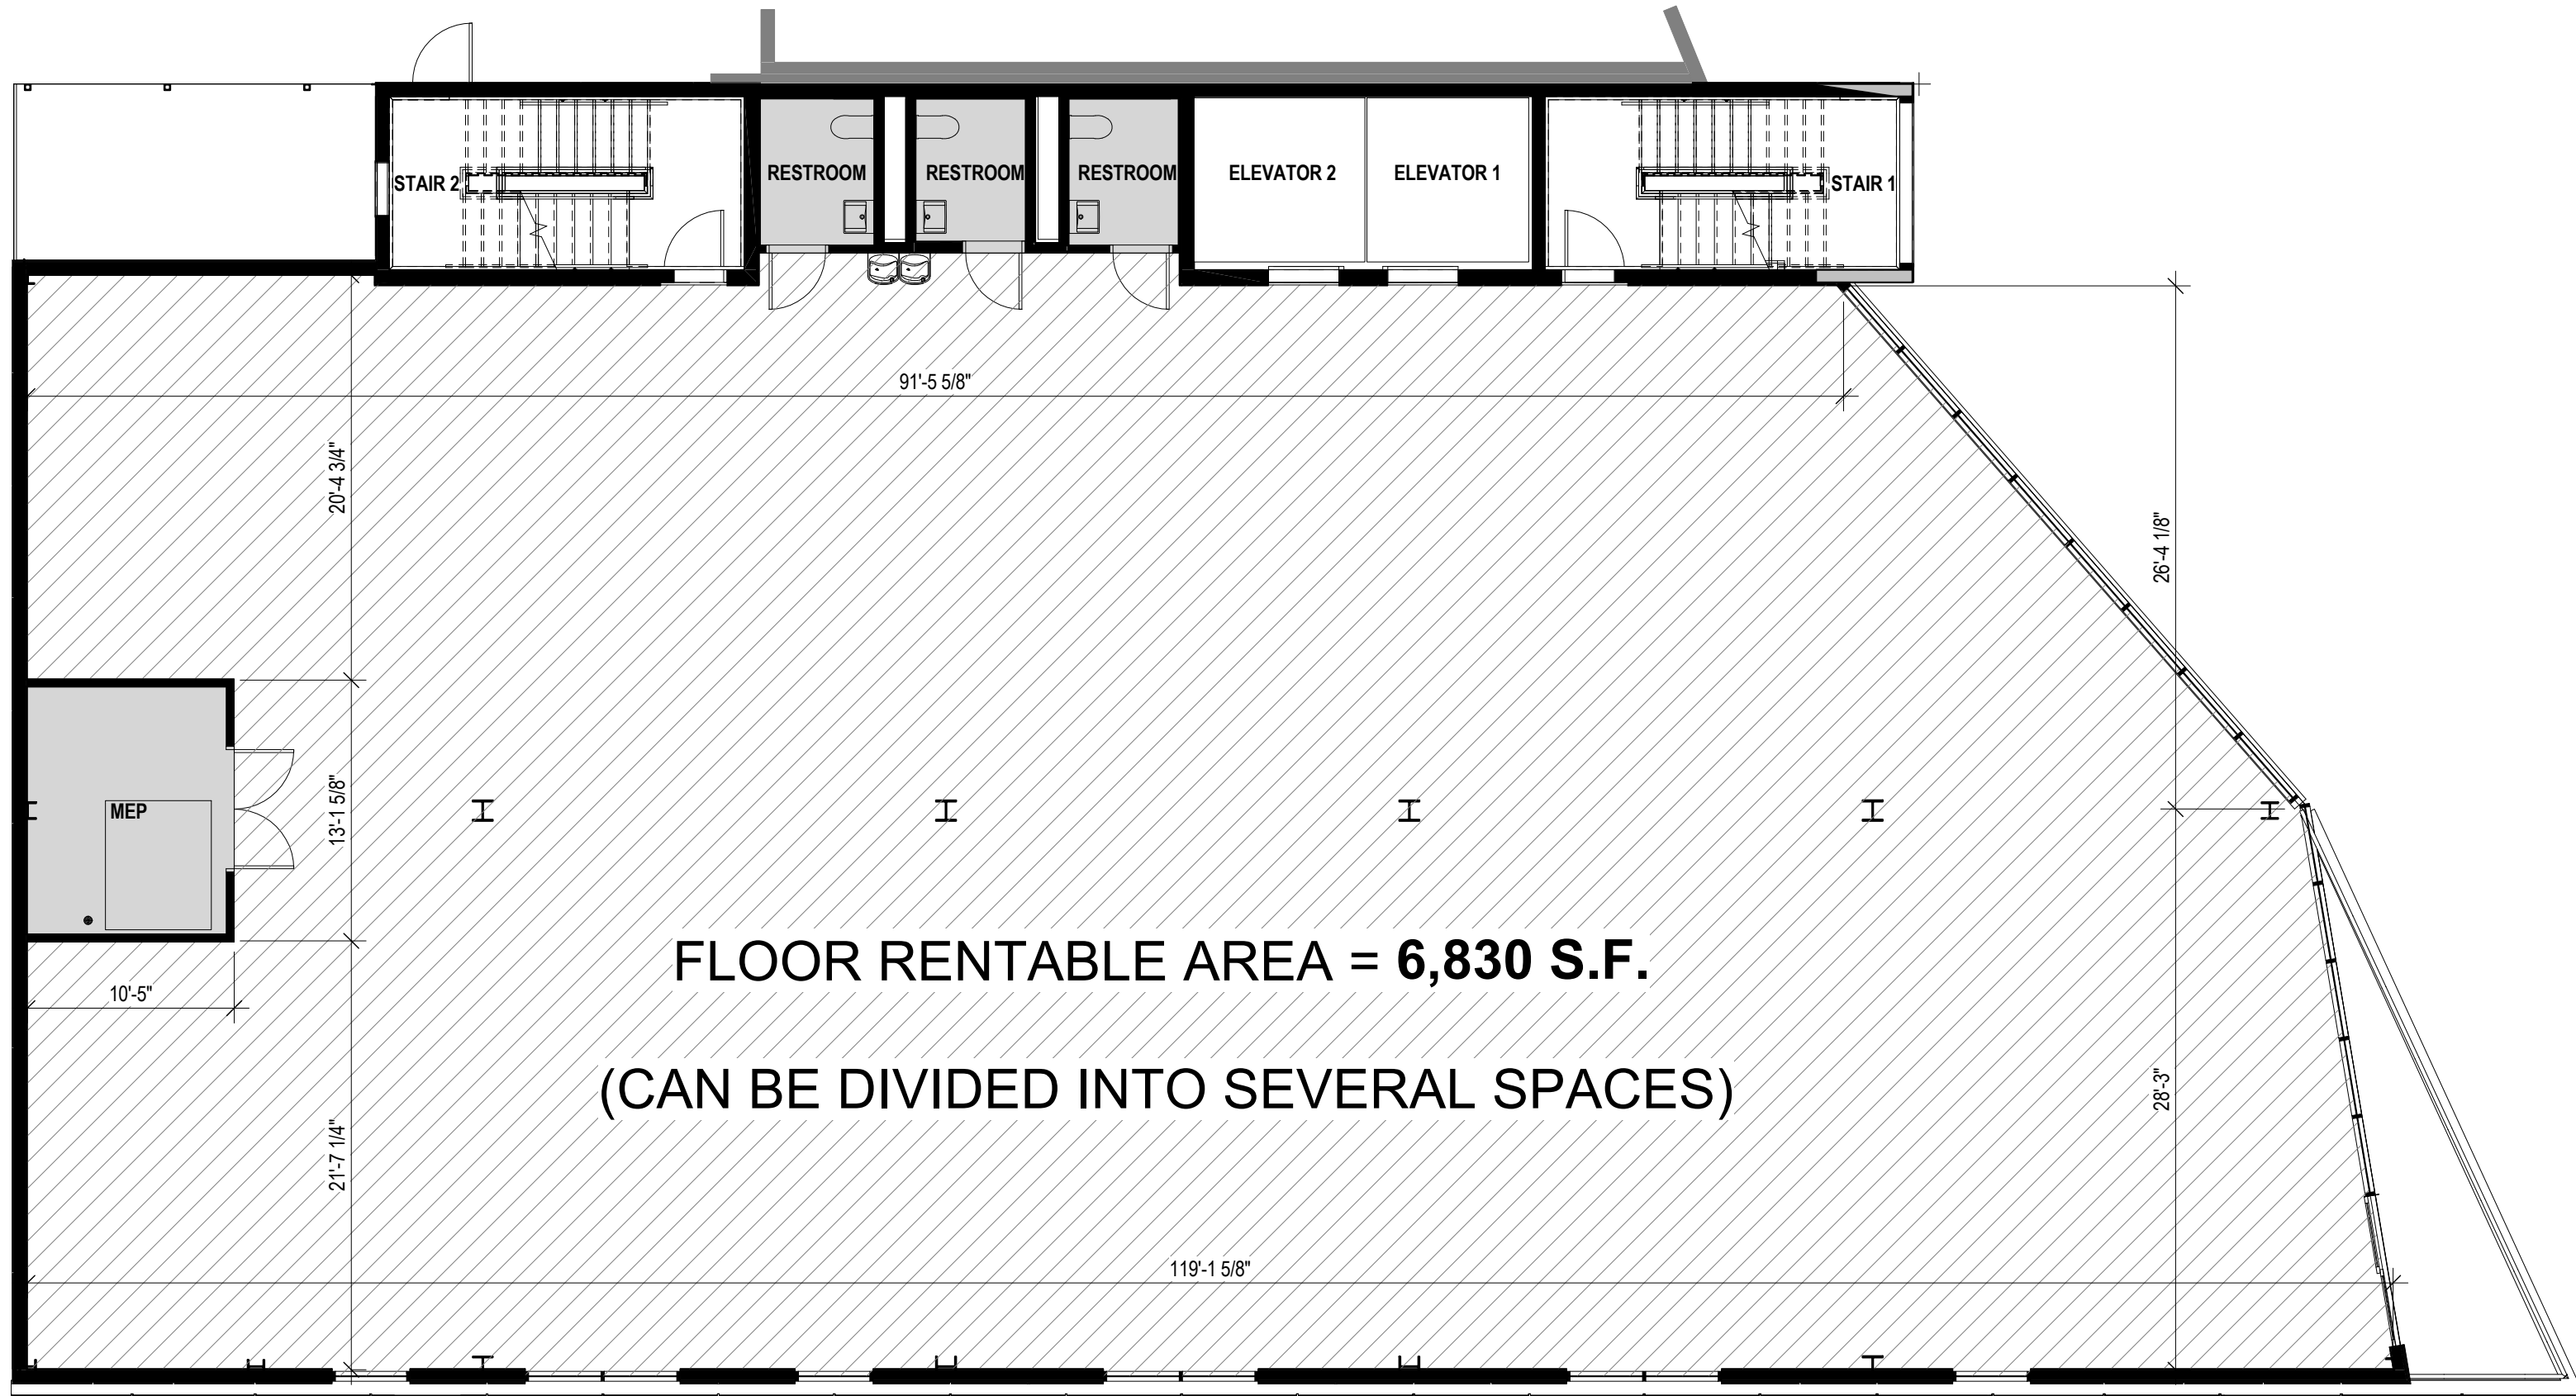 RESTROOM
RESTROOM
RESTROOM
ELEVATOR 2
ELEVATOR 1
STAIR 2
STAIR 1
91'-5 5/8"
20'-4 3/4"
26'-4 1/8"
13'-1 5/8"
MEP
FLOOR RENTABLE AREA = 6,830 S.F.
10'-5"
(CAN BE DIVIDED INTO SEVERAL SPACES)
28'-3"
21'-7 1/4"
119'-1 5/8"